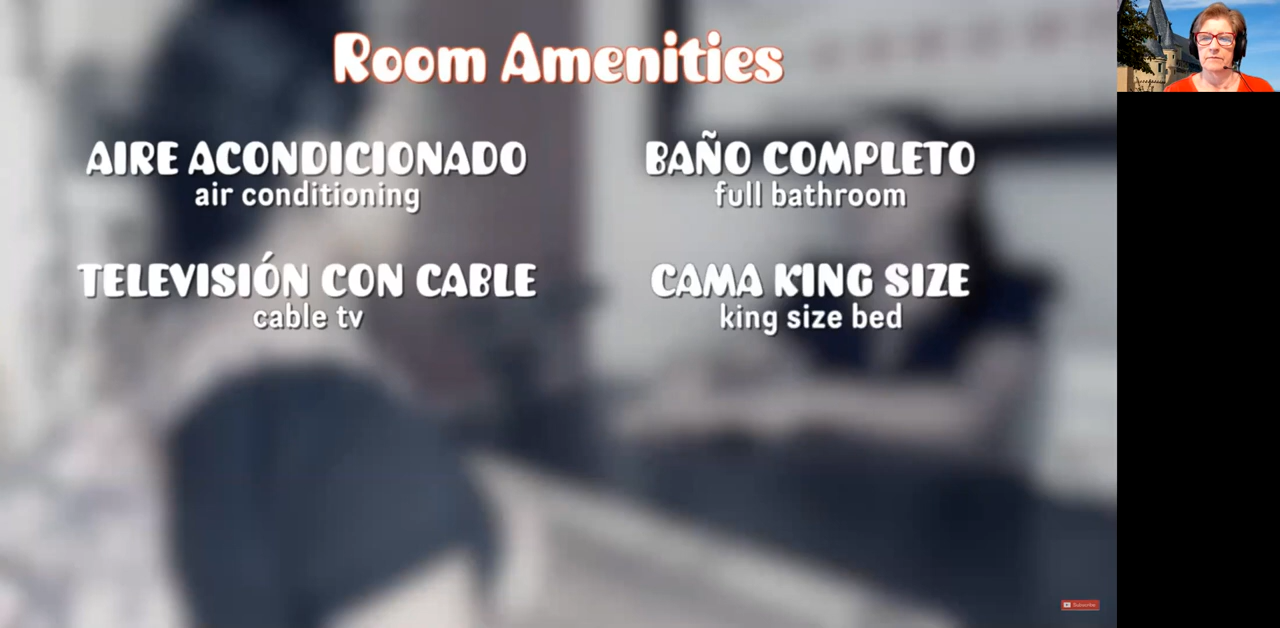 Room Amenities
AIRE ACONDICIONADO
air conditioning
BAÑO COMPLETO
full bathroom
TELEVISIÓN CON CABLE
cable tv
CAMA KING SIZE
king size bed
Subscribe